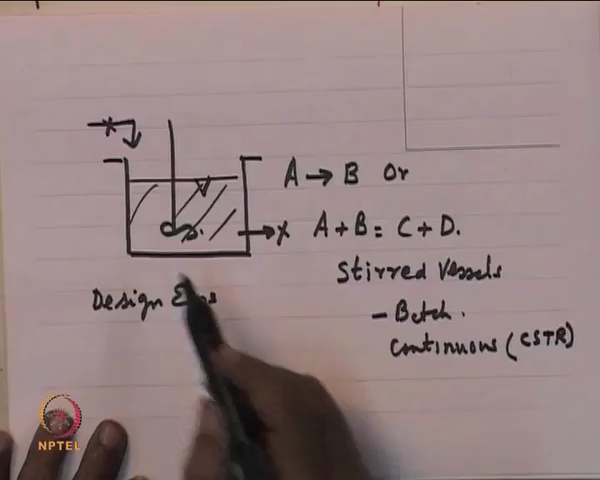 A → B Or
A + B = C + D.
Stirred Vessels
- Batch.
Continuous (CSTR)
Design
NPTEL